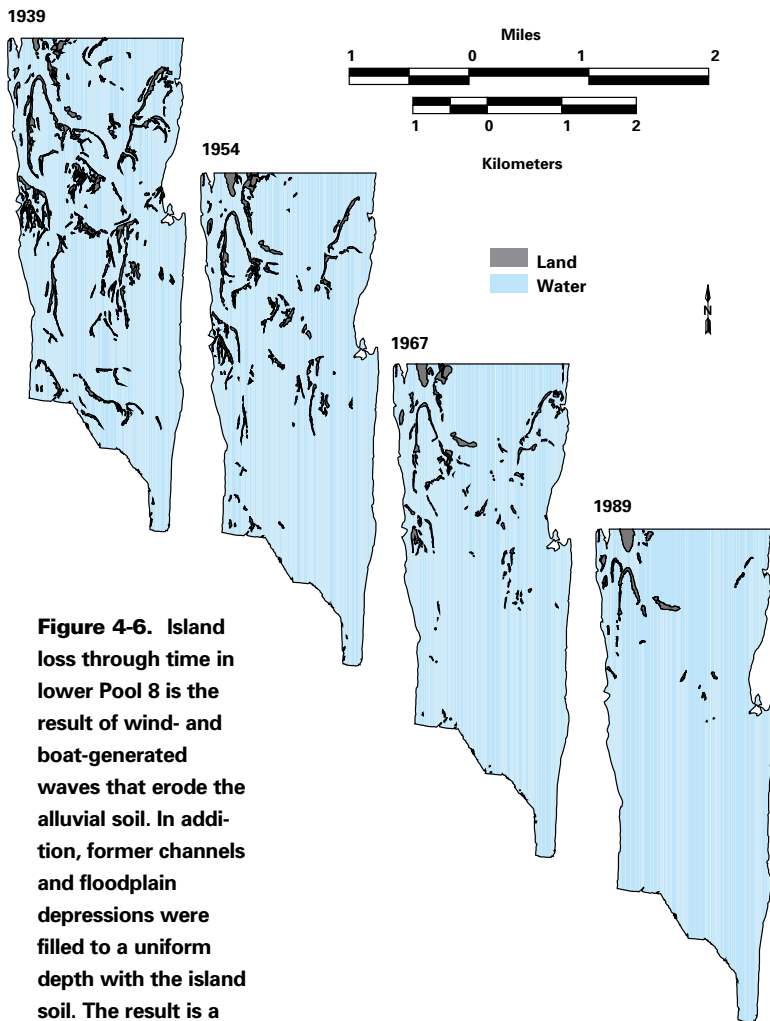 1939
Miles
1 0 1 2
1 0 1 2
Kilometers
1954
Land
Water
N
1967
1989
Figure 4-6. Island
loss through time in
lower Pool 8 is the
result of wind- and
boat-generated
waves that erode the
alluvial soil. In addi-
tion, former channels
and floodplain
depressions were
filled to a uniform
depth with the island
soil. The result is a